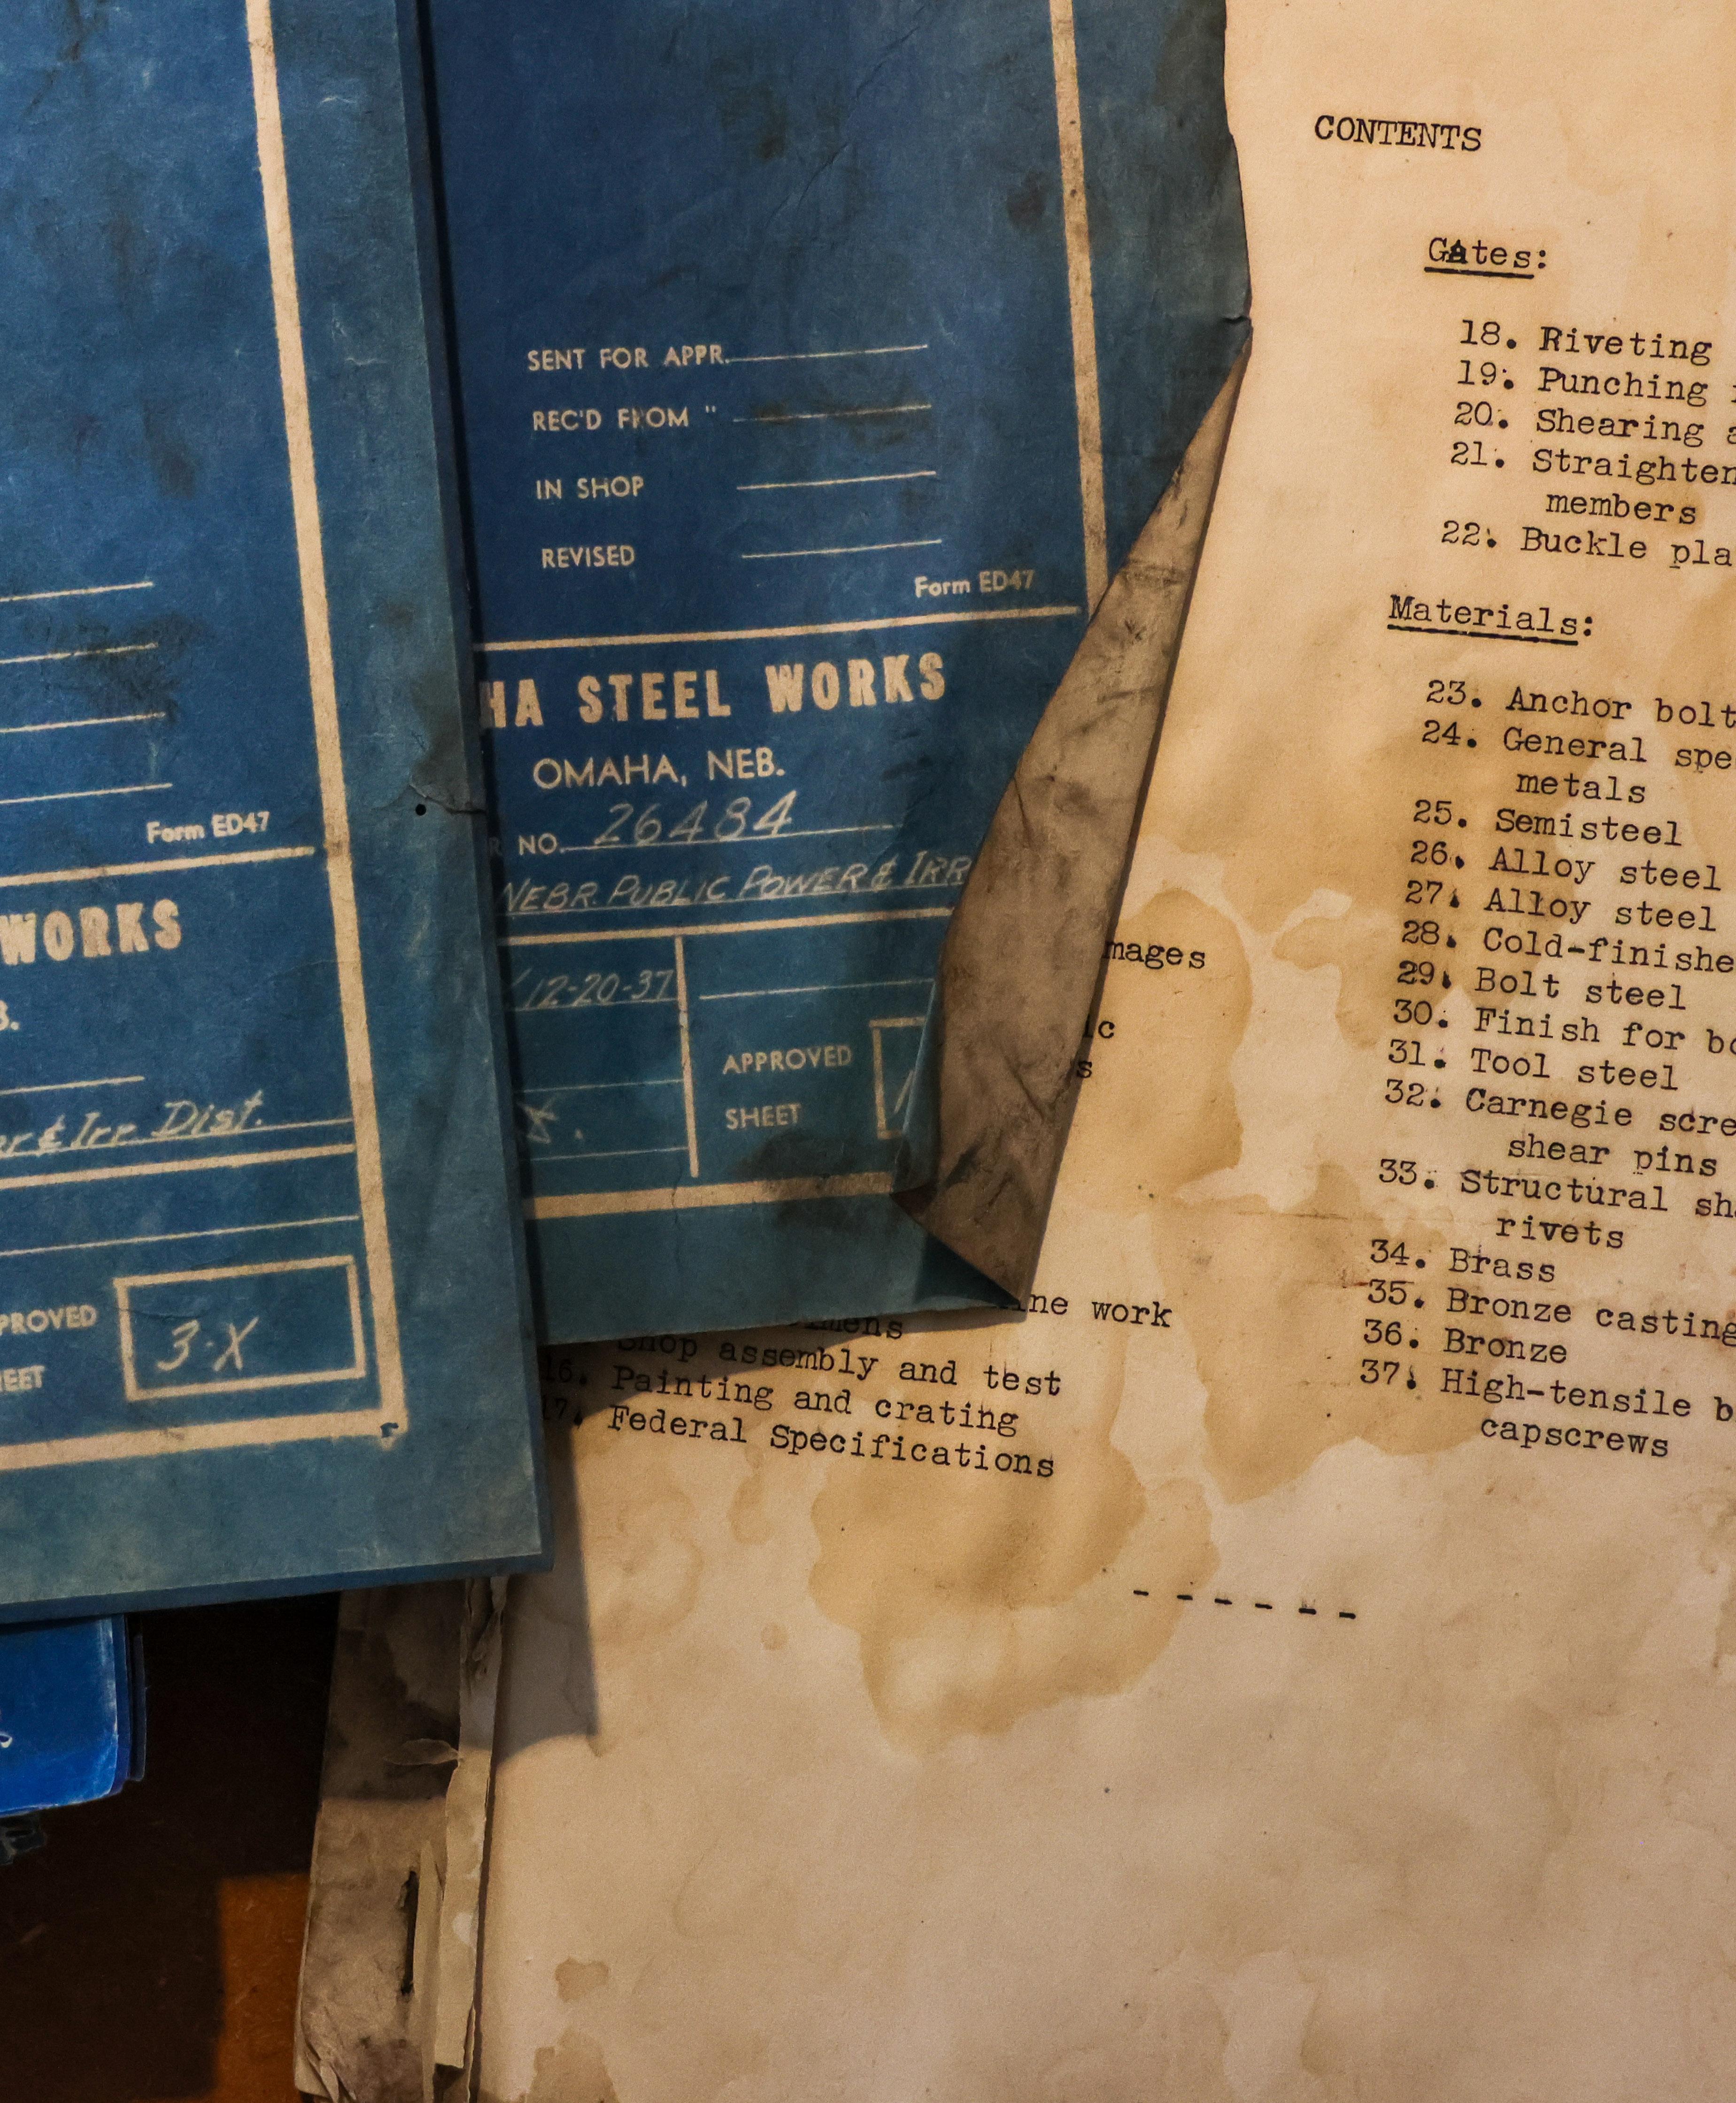 Form ED47
WORKS
er & Irr Dist.
3-X
SENT FOR APPR.
REC'D FROM "
IN SHOP
REVISED
Form ED47
HA STEEL WORKS
OMAHA, NEB.
NO. 26484
NEBR. PUBLIC POWER & IRR
12-20-37
APPROVED
SHEET
CONTENTS
Gates:
18. Riveting
19. Punching
20. Shearing
21. Straighten
members
22. Buckle pla
Materials:
23. Anchor bolt
24. General spe
metals
25. Semisteel
26. Alloy steel
27. Alloy steel
28. Cold-finishe
29. Bolt steel
30. Finish for bo
31. Tool steel
32. Carnegie scre
shear pins
33. Structural sh
rivets
34. Brass
35. Bronze casting
36. Bronze
37. High-tensile b
capscrews
mages
ic
s
ine work
imens
Shop assembly and test
16. Painting and crating
17. Federal Specifications
- - - - - -